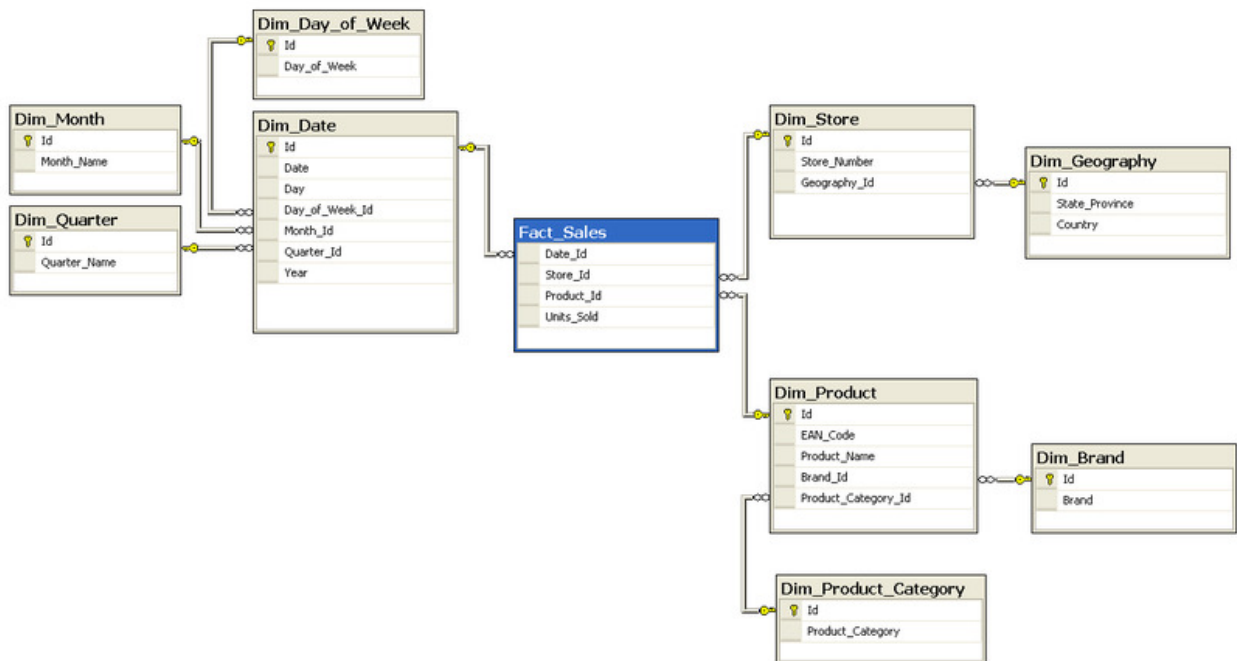 Dim_Day_of_Week
Id
Day_of_Week
Dim_Month
Id
Month_Name
Dim_Quarter
Id
Quarter_Name
Dim_Date
Id
Date
Day
Day_of_Week_Id
Month_Id
Quarter_Id
Year
Fact_Sales
Date_Id
Store_Id
Product_Id
Units_Sold
Dim_Store
Id
Store_Number
Geography_Id
Dim_Geography
Id
State_Province
Country
Dim_Product
Id
EAN_Code
Product_Name
Brand_Id
Product_Category_Id
Dim_Brand
Id
Brand
Dim_Product_Category
Id
Product_Category